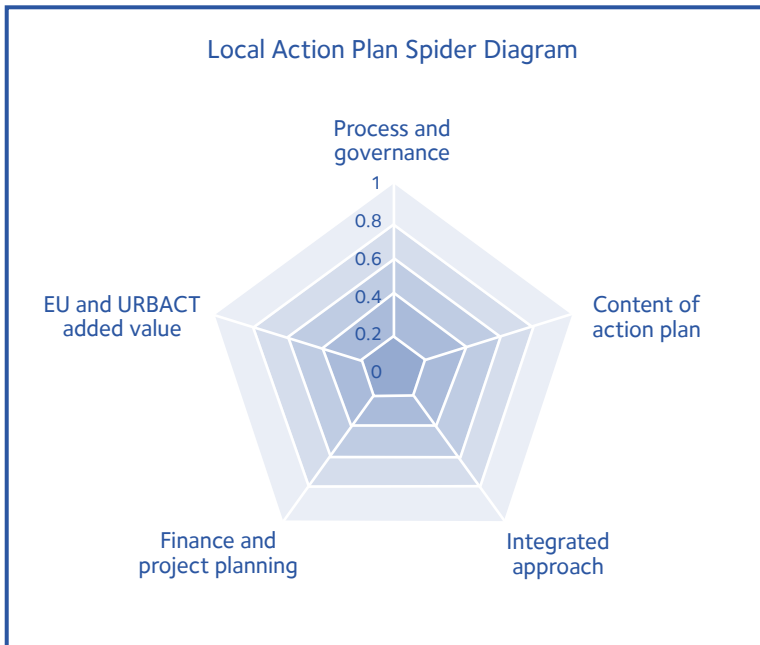 Local Action Plan Spider Diagram
Process and
governance
1
0.8
0.6
0.4
0.2
0
EU and URBACT
added value
Content of
action plan
Finance and
project planning
Integrated
approach